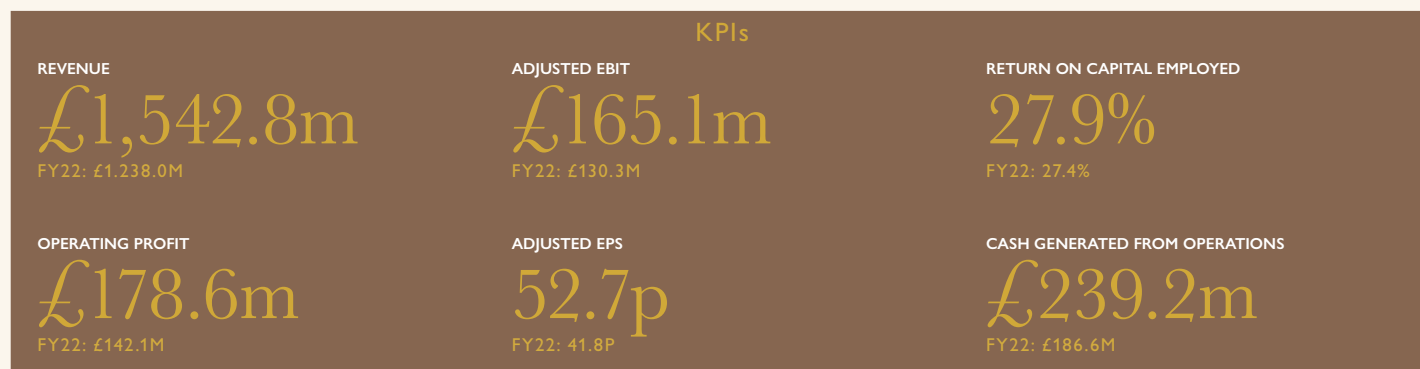 KPIs
REVENUE
£1,542.8m
FY22: £1.238.0M
ADJUSTED EBIT
£165.1m
FY22: £130.3M
RETURN ON CAPITAL EMPLOYED
27.9%
FY22: 27.4%
OPERATING PROFIT
£178.6m
FY22: £142.1M
ADJUSTED EPS
52.7p
FY22: 41.8P
CASH GENERATED FROM OPERATIONS
£239.2m
FY22: £186.6M